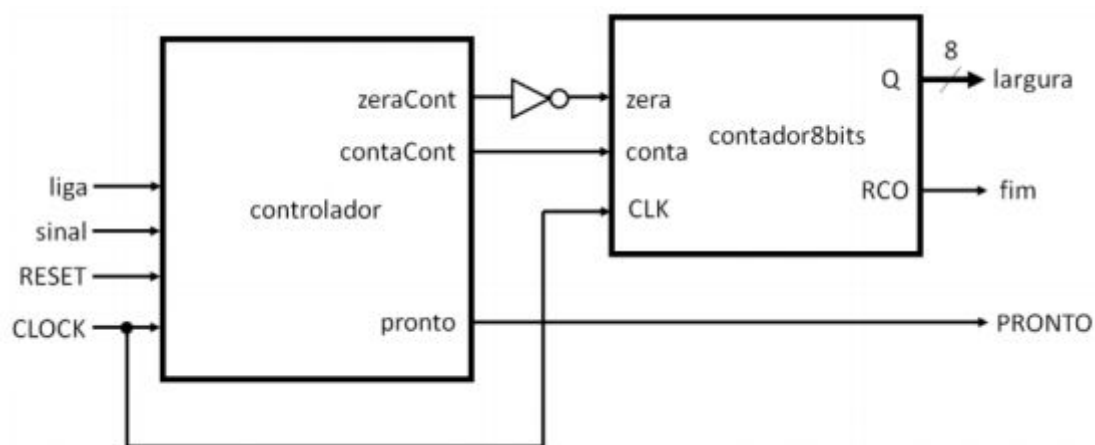 8
zeraCont
zera
Q
largura
contaCont
conta
contador8bits
liga
controlador
CLK
RCO
fim
sinal
RESET
CLOCK
pronto
PRONTO